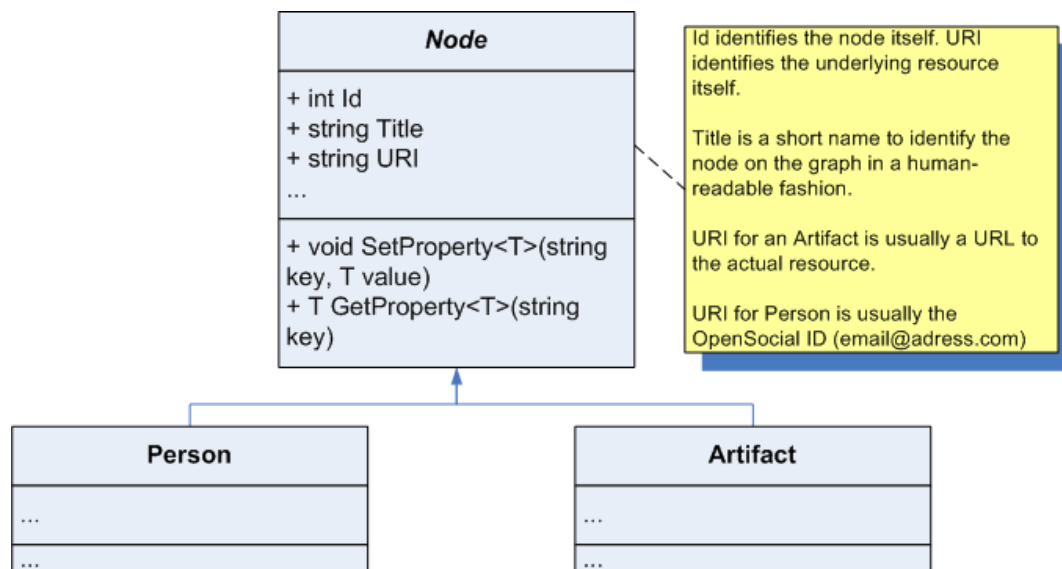 Node
+ int Id
+ string Title
+ string URI
...
+ void SetProperty<T>(string
key, T value)
+ T GetProperty<T>(string
key)
Id identifies the node itself. URI
identifies the underlying resource
itself.
Title is a short name to identify the
node on the graph in a human-
readable fashion.
URI for an Artifact is usually a URL to
the actual resource.
URI for Person is usually the
OpenSocial ID (email@adress.com)
Person
...
...
Artifact
...
...